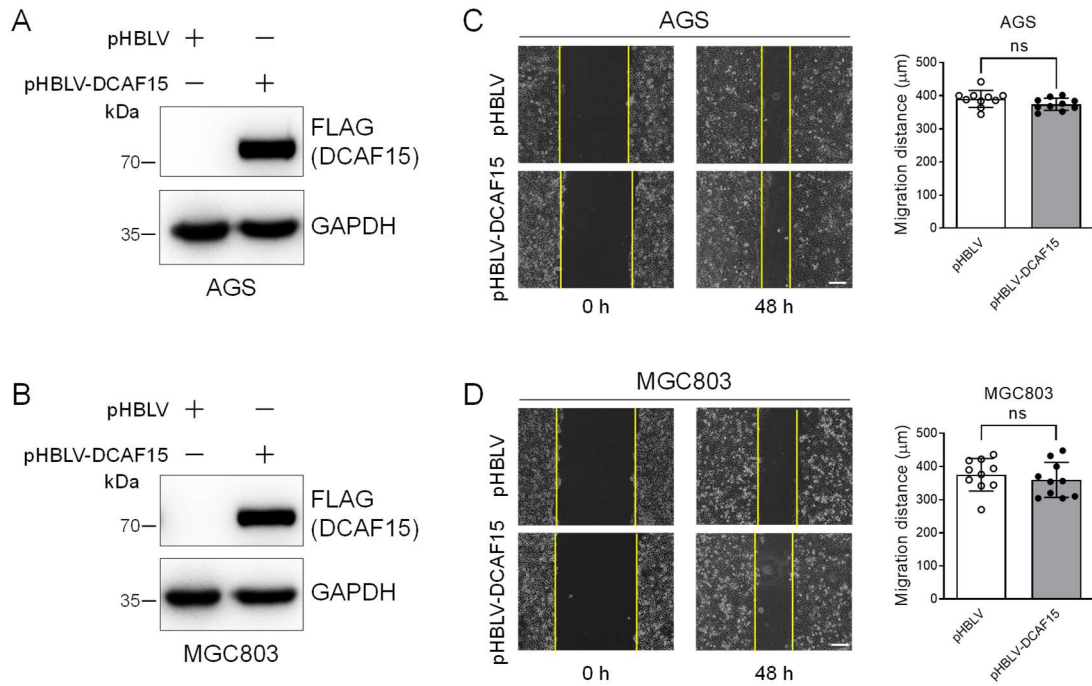 A
pHBLV + −
pHBLV-DCAF15 − +
kDa
70
FLAG
(DCAF15)
35
GAPDH
AGS
B
pHBLV + −
pHBLV-DCAF15 − +
kDa
70
FLAG
(DCAF15)
35
GAPDH
MGC803
C
AGS
pHBLV
pHBLV-DCAF15
0 h
48 h
AGS
ns
Migration distance (μm)
500
400
300
200
100
0
pHBLV
pHBLV-DCAF15
D
MGC803
pHBLV
pHBLV-DCAF15
0 h
48 h
MGC803
ns
Migration distance (μm)
500
400
300
200
100
0
pHBLV
pHBLV-DCAF15